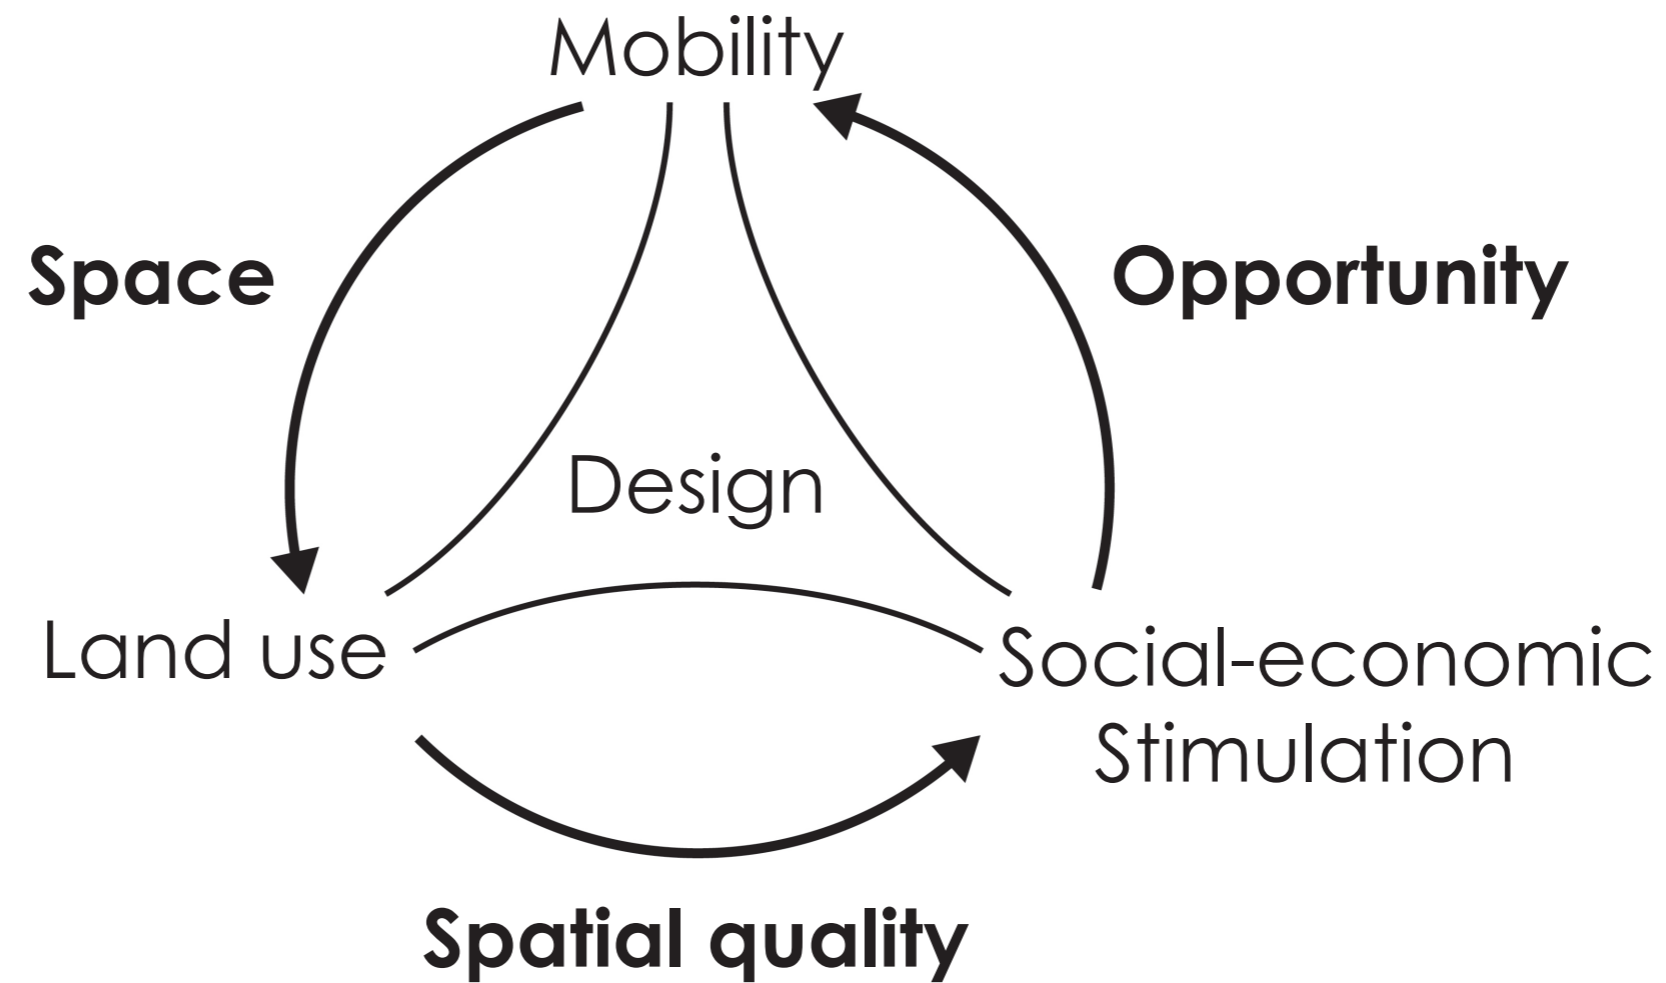 Mobility
Space
Opportunity
Design
Land use
Social-economic
Stimulation
Spatial quality